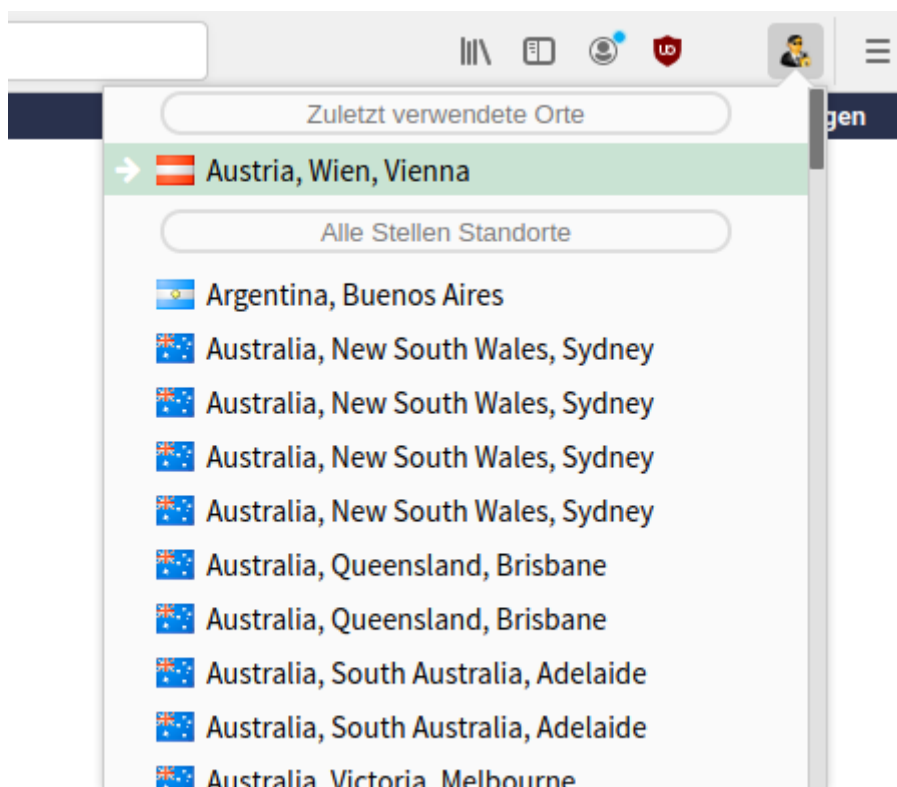 gen
Zuletzt verwendete Orte
Austria, Wien, Vienna
Alle Stellen Standorte
Argentina, Buenos Aires
Australia, New South Wales, Sydney
Australia, New South Wales, Sydney
Australia, New South Wales, Sydney
Australia, New South Wales, Sydney
Australia, Queensland, Brisbane
Australia, Queensland, Brisbane
Australia, South Australia, Adelaide
Australia, South Australia, Adelaide
Australia, Victoria, Melbourne